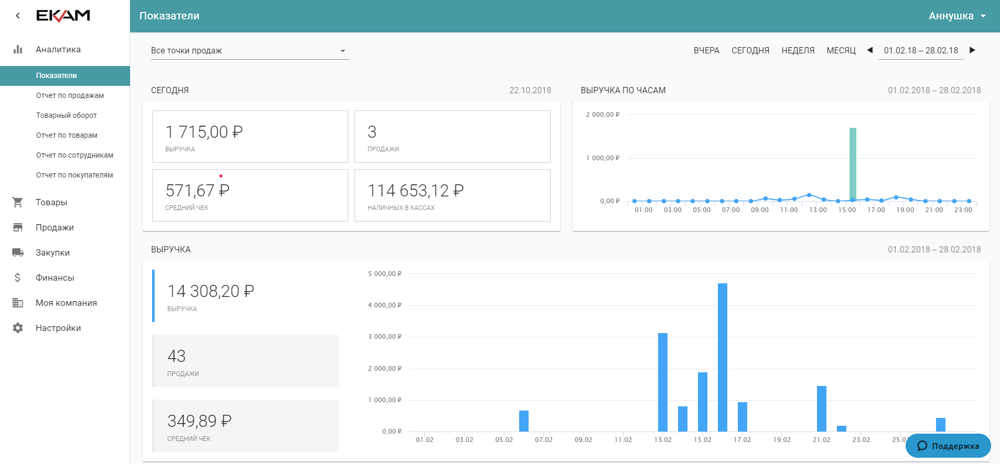 ЕКАМ
Показатели
Аннушка
Аналитика
Показатели
Отчет по продажам
Товарный оборот
Отчет по товарам
Отчет по сотрудникам
Отчет по покупателям
Товары
Продажи
Закупки
Финансы
Моя компания
Настройки
Все точки продаж
ВЧЕРА СЕГОДНЯ НЕДЕЛЯ МЕСЯЦ 01.02.18 – 28.02.18
СЕГОДНЯ 22.10.2018
1 715,00 ₽
ВЫРУЧКА
3
ПРОДАЖИ
571,67 ₽
СРЕДНИЙ ЧЕК
114 653,12 ₽
НАЛИЧНЫХ В КАССАХ
ВЫРУЧКА ПО ЧАСАМ 01.02.2018 – 28.02.2018
2 000,00 ₽
1 000,00 ₽
0,00 ₽
01:00 03:00 05:00 07:00 09:00 11:00 13:00 15:00 17:00 19:00 21:00 23:00
ВЫРУЧКА 01.02.2018 – 28.02.2018
14 308,20 ₽
ВЫРУЧКА
43
ПРОДАЖИ
349,89 ₽
СРЕДНИЙ ЧЕК
5 000,00 ₽
4 000,00 ₽
3 000,00 ₽
2 000,00 ₽
1 000,00 ₽
0,00 ₽
01.02 03.02 05.02 07.02 09.02 11.02 13.02 15.02 17.02 19.02 21.02 23.02 25.0
Поддержка